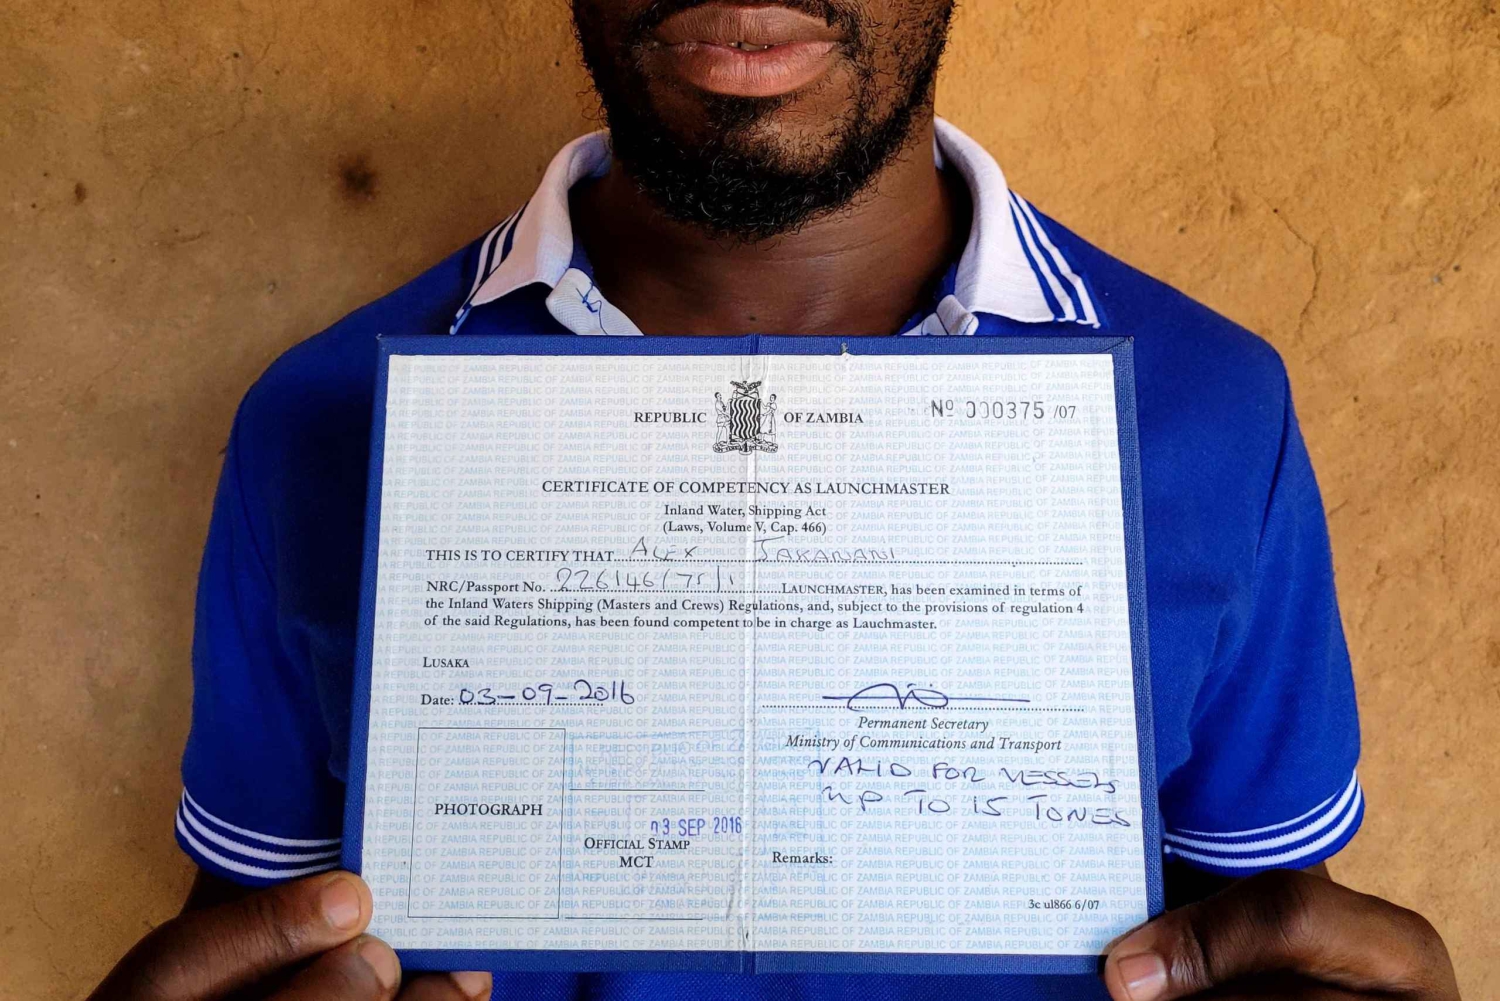 REPUBLIC OF ZAMBIA
Nº 000375 /07
CERTIFICATE OF COMPETENCY AS LAUNCHMASTER
Inland Water, Shipping Act
(Laws, Volume V, Cap. 466)
THIS IS TO CERTIFY THAT ALEX JAKANANI
NRC/Passport No. 226146/75/1 LAUNCHMASTER, has been examined in terms of
the Inland Waters Shipping (Masters and Crews) Regulations, and, subject to the provisions of regulation 4
of the said Regulations, has been found competent to be in charge as Lauchmaster.
LUSAKA
Date: 03-09-2016
Permanent Secretary
Ministry of Communications and Transport
VALID FOR VESSELS
UP TO 15 TONES
PHOTOGRAPH
03 SEP 2016
OFFICIAL STAMP
MCT
Remarks:
3c ul866 6/07